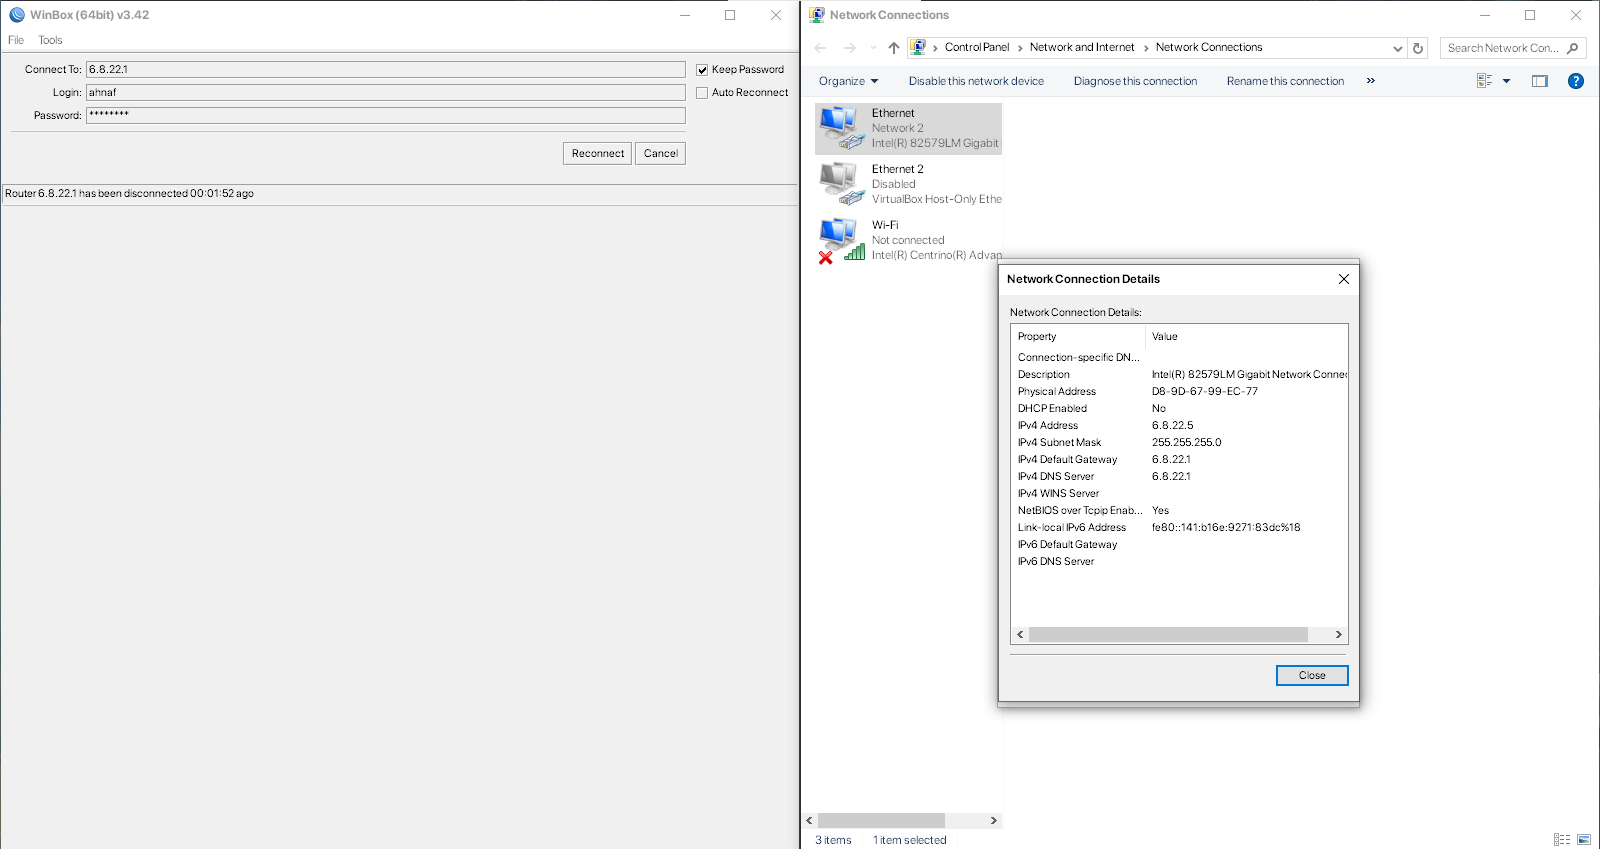 WinBox (64bit) v3.42
File Tools
Connect To: 6.8.22.1
Keep Password
Login: ahnaf
Auto Reconnect
Password: ********
Reconnect Cancel
Router 6.8.22.1 has been disconnected 00:01:52 ago
Network Connections
Control Panel > Network and Internet > Network Connections
Search Network Con...
Organize Disable this network device Diagnose this connection Rename this connection »
Ethernet
Network 2
Intel(R) 82579LM Gigabit
Ethernet 2
Disabled
VirtualBox Host-Only Ethe
Wi-Fi
Not connected
Intel(R) Centrino(R) Advan
Network Connection Details
Network Connection Details:
Property Value
Connection-specific DN...
Description Intel(R) 82579LM Gigabit Network Connec
Physical Address D8-9D-67-99-EC-77
DHCP Enabled No
IPv4 Address 6.8.22.5
IPv4 Subnet Mask 255.255.255.0
IPv4 Default Gateway 6.8.22.1
IPv4 DNS Server 6.8.22.1
IPv4 WINS Server
NetBIOS over Tcpip Enab... Yes
Link-local IPv6 Address fe80::141:b16e:9271:83dc%18
IPv6 Default Gateway
IPv6 DNS Server
Close
3 items 1 item selected